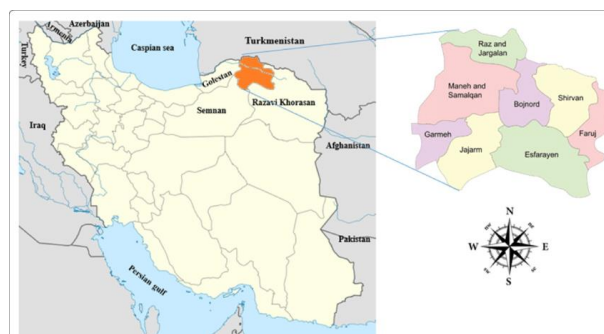 Azerbaijan
Armenia
Turkey
Caspian sea
Turkmenistan
Golestan
Semnan
Razavi Khorasan
Iraq
Afghanistan
Pakistan
Persian gulf
Raz and
Jargalan
Maneh and
Samalqan
Bojnord
Shirvan
Faruj
Garmeh
Jajarm
Esfarayen
N
W
E
S